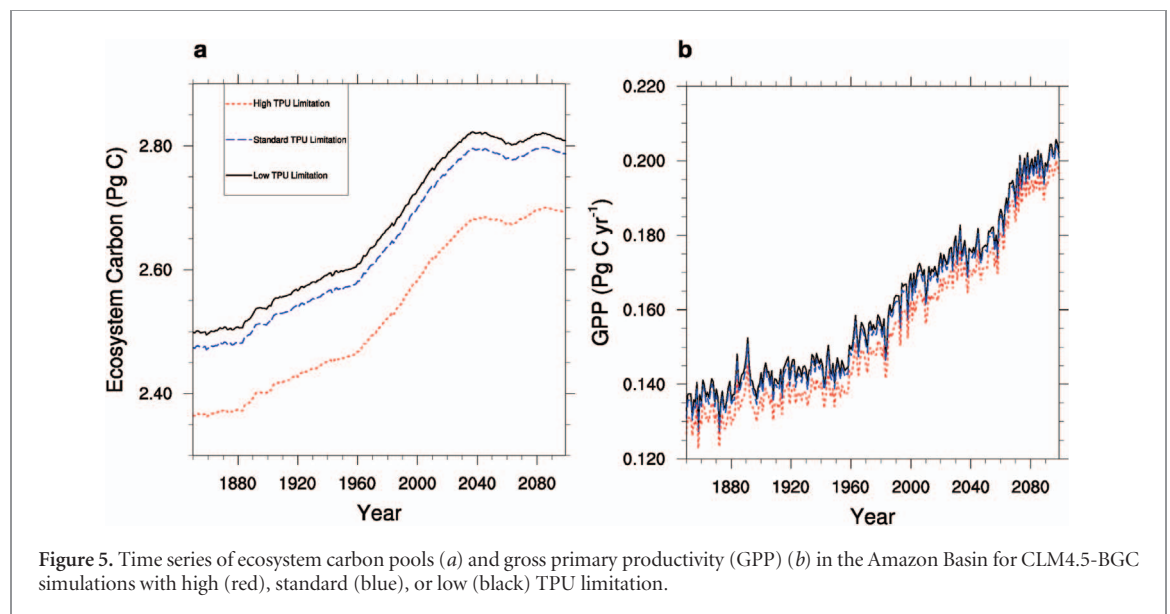 a
High TPU Limitation
Standard TPU Limitation
Low TPU Limitation
Ecosystem Carbon (Pg C)
2.80
2.60
2.40
1880 1920 1960 2000 2040 2080
Year
b
GPP (Pg C yr-1)
0.220
0.200
0.180
0.160
0.140
0.120
1880 1920 1960 2000 2040 2080
Year
Figure 5. Time series of ecosystem carbon pools (a) and gross primary productivity (GPP) (b) in the Amazon Basin for CLM4.5-BGC
simulations with high (red), standard (blue), or low (black) TPU limitation.